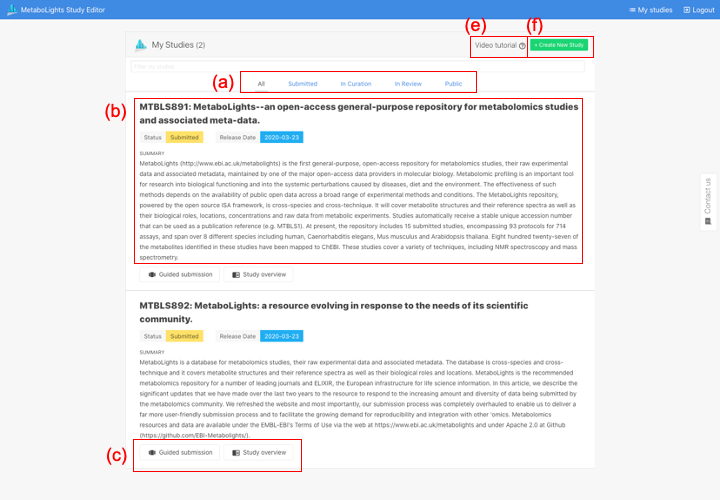 MetaboLights Study Editor
My studies
Logout
(e)
(f)
My Studies (2)
Video tutorial
+ Create New Study
Filter my studies
(a)
All
Submitted
In Curation
In Review
Public
(b)
MTBLS891: MetaboLights--an open-access general-purpose repository for metabolomics studies
and associated meta-data.
Status
Submitted
Release Date
2020-03-23
SUMMARY
MetaboLights (http://www.ebi.ac.uk/metabolights) is the first general-purpose, open-access repository for metabolomics studies, their raw experimental
data and associated metadata, maintained by one of the major open-access data providers in molecular biology. Metabolomic profiling is an important tool
for research into biological functioning and into the systemic perturbations caused by diseases, diet and the environment. The effectiveness of such
methods depends on the availability of public open data across a broad range of experimental methods and conditions. The MetaboLights repository,
powered by the open source ISA framework, is cross-species and cross-technique. It will cover metabolite structures and their reference spectra as well as
their biological roles, locations, concentrations and raw data from metabolic experiments. Studies automatically receive a stable unique accession number
that can be used as a publication reference (e.g. MTBLS1). At present, the repository includes 15 submitted studies, encompassing 93 protocols for 714
assays, and span over 8 different species including human, Caenorhabditis elegans, Mus musculus and Arabidopsis thaliana. Eight hundred twenty-seven of
the metabolites identified in these studies have been mapped to ChEBI. These studies cover a variety of techniques, including NMR spectroscopy and mass
spectrometry.
Guided submission
Study overview
MTBLS892: MetaboLights: a resource evolving in response to the needs of its scientific
community.
Status
Submitted
Release Date
2020-03-23
SUMMARY
MetaboLights is a database for metabolomics studies, their raw experimental data and associated metadata. The database is cross-species and cross-
technique and it covers metabolite structures and their reference spectra as well as their biological roles and locations. MetaboLights is the recommended
metabolomics repository for a number of leading journals and ELIXIR, the European infrastructure for life science information. In this article, we describe the
significant updates that we have made over the last two years to the resource to respond to the increasing amount and diversity of data being submitted by
the metabolomics community. We refreshed the website and most importantly, our submission process was completely overhauled to enable us to deliver a
far more user-friendly submission process and to facilitate the growing demand for reproducibility and integration with other 'omics. Metabolomics
resources and data are available under the EMBL-EBI's Terms of Use via the web at https://www.ebi.ac.uk/metabolights and under Apache 2.0 at Github
(https://github.com/EBI-Metabolights/).
(c)
Guided submission
Study overview
Contact us